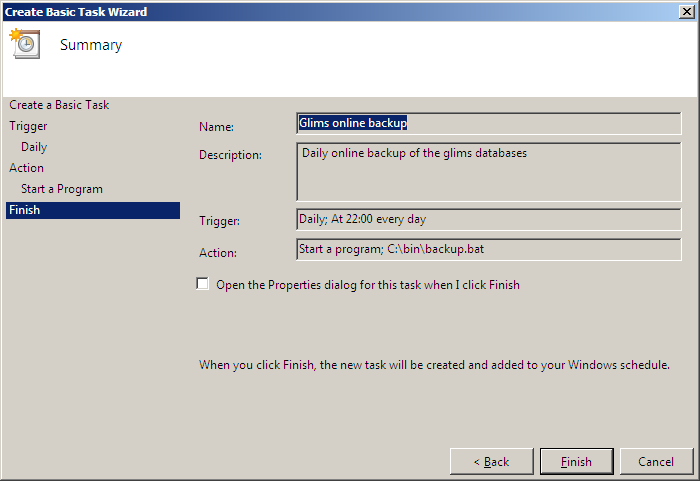 Create Basic Task Wizard
Summary
Create a Basic Task
Trigger
Daily
Action
Start a Program
Finish
Name:
Glims online backup
Description:
Daily online backup of the glims databases
Trigger:
Daily; At 22:00 every day
Action:
Start a program; C:\bin\backup.bat
Open the Properties dialog for this task when I click Finish
When you click Finish, the new task will be created and added to your Windows schedule.
< Back
Finish
Cancel